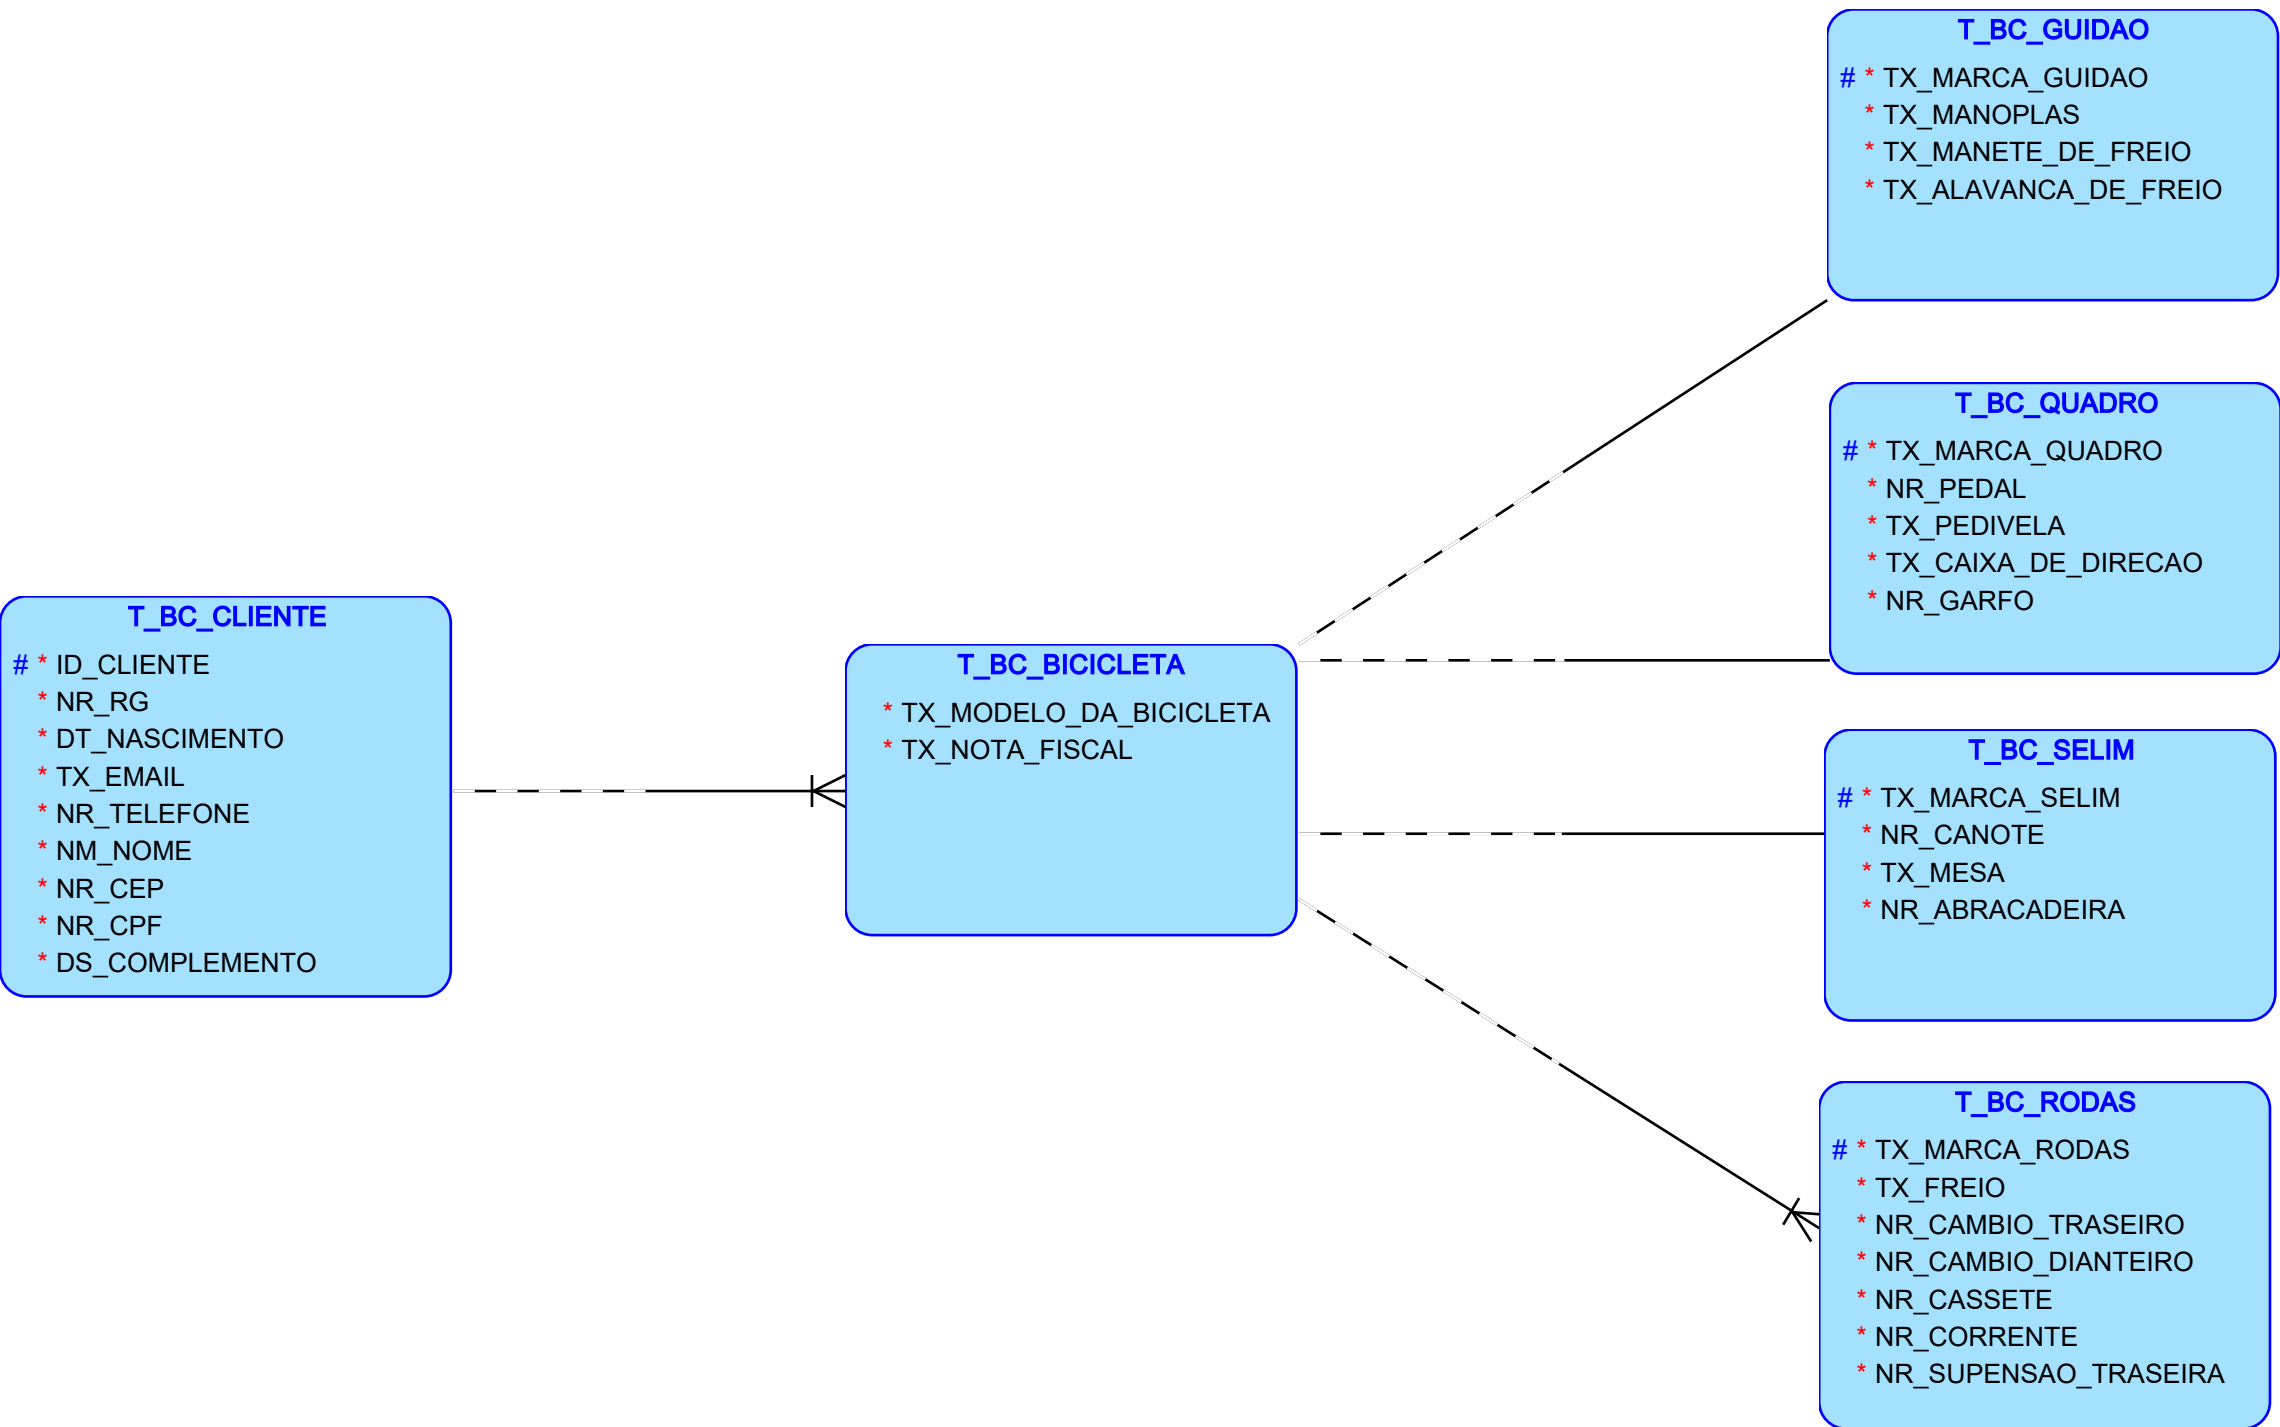 T_BC_GUIDAO
# * TX_MARCA_GUIDAO
* TX_MANOPLAS
* TX_MANETE_DE_FREIO
* TX_ALAVANCA_DE_FREIO
T_BC_QUADRO
# * TX_MARCA_QUADRO
* NR_PEDAL
* TX_PEDIVELA
* TX_CAIXA_DE_DIRECAO
* NR_GARFO
T_BC_CLIENTE
# * ID_CLIENTE
* NR_RG
* DT_NASCIMENTO
* TX_EMAIL
* NR_TELEFONE
* NM_NOME
* NR_CEP
* NR_CPF
* DS_COMPLEMENTO
T_BC_BICICLETA
* TX_MODELO_DA_BICICLETA
* TX_NOTA_FISCAL
T_BC_SELIM
# * TX_MARCA_SELIM
* NR_CANOTE
* TX_MESA
* NR_ABRACADEIRA
T_BC_RODAS
# * TX_MARCA_RODAS
* TX_FREIO
* NR_CAMBIO_TRASEIRO
* NR_CAMBIO_DIANTEIRO
* NR_CASSETE
* NR_CORRENTE
* NR_SUPENSAO_TRASEIRA